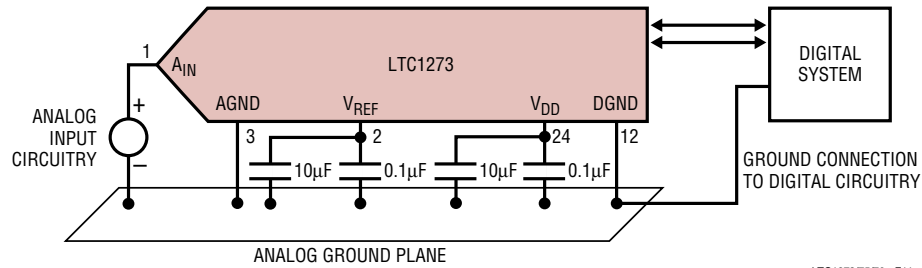 1
A_IN
LTC1273
AGND
V_REF
V_DD
DGND
3
2
24
12
DIGITAL
SYSTEM
ANALOG
INPUT
CIRCUITRY
+
–
10µF
0.1µF
10µF
0.1µF
GROUND CONNECTION
TO DIGITAL CIRCUITRY
ANALOG GROUND PLANE